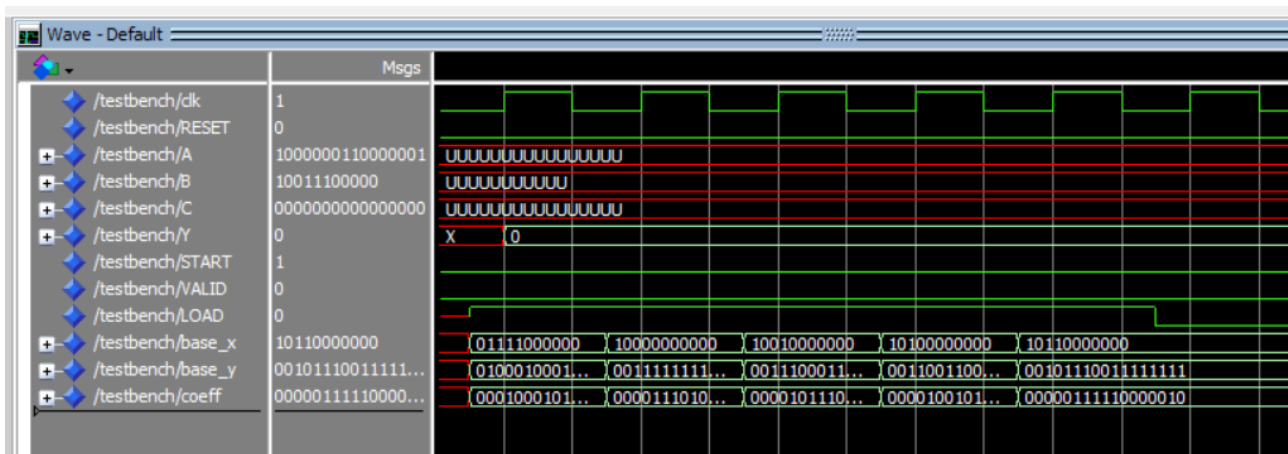 Wave - Default
Msgs
/testbench/clk 1
/testbench/RESET 0
/testbench/A 1000000110000001 UUUUUUUUUUUUUUUU
/testbench/B 10011100000 UUUUUUUUUUU
/testbench/C 0000000000000000 UUUUUUUUUUUUUUUU
/testbench/Y 0 X 0
/testbench/START 1
/testbench/VALID 0
/testbench/LOAD 0
/testbench/base_x 10110000000 01111000000 10000000000 10010000000 10100000000 10110000000
/testbench/base_y 00101110011111... 0100010001... 0011111111... 0011100011... 0011001100... 0010111001111111
/testbench/coeff 00000111110000... 0001000101... 0000111010... 0000101110... 0000100101... 0000011111000010